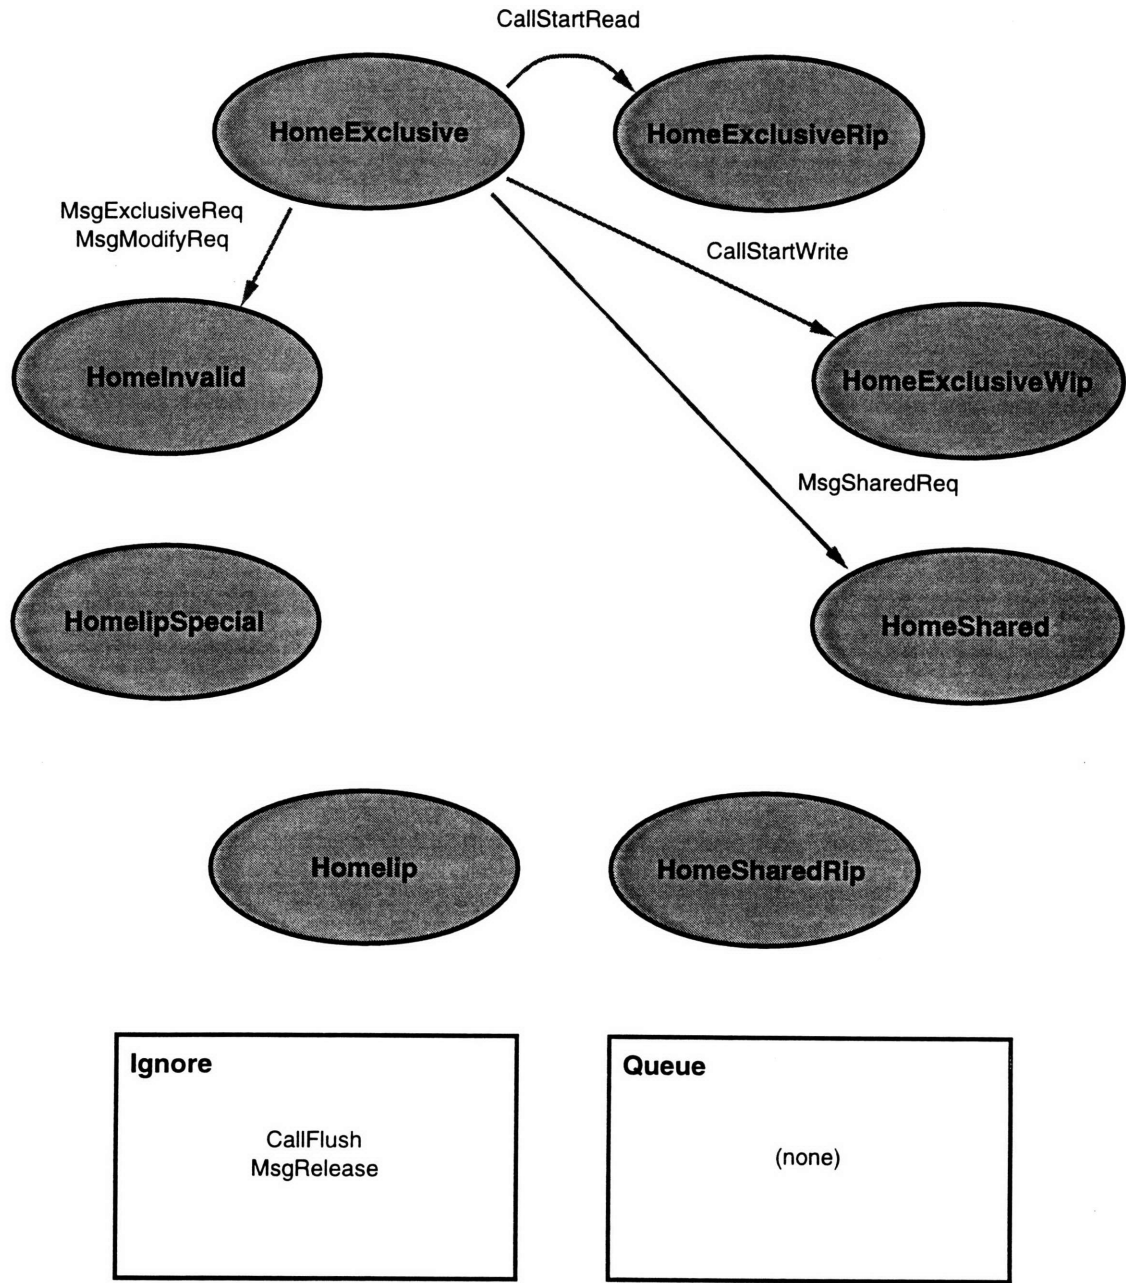 CallStartRead
HomeExclusive
HomeExclusiveRip
MsgExclusiveReq
MsgModifyReq
CallStartWrite
HomeInvalid
HomeExclusiveWip
MsgSharedReq
HomeIipSpecial
HomeShared
HomeIip
HomeSharedRip
Ignore
CallFlush
MsgRelease
Queue
(none)